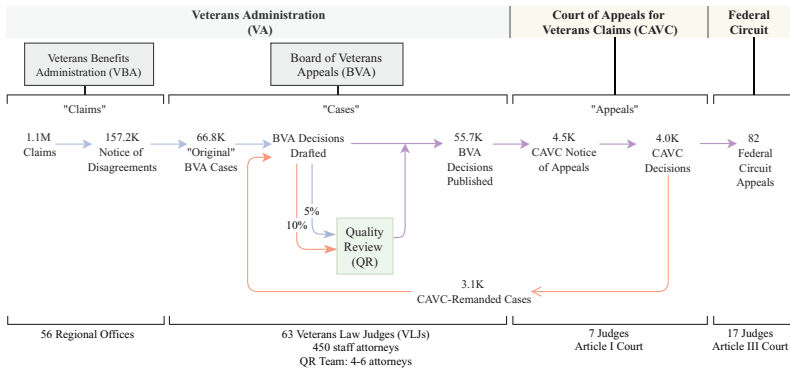 Veterans Administration
(VA)
Court of Appeals for
Veterans Claims (CAVC)
Federal
Circuit
Veterans Benefits
Administration (VBA)
Board of Veterans
Appeals (BVA)
"Claims"
"Cases"
"Appeals"
1.1M
Claims
157.2K
Notice of
Disagreements
66.8K
"Original"
BVA Cases
BVA Decisions
Drafted
55.7K
BVA
Decisions
Published
4.5K
CAVC Notice
of Appeals
4.0K
CAVC
Decisions
82
Federal
Circuit
Appeals
5%
10%
Quality
Review
(QR)
3.1K
CAVC-Remanded Cases
56 Regional Offices
63 Veterans Law Judges (VLJs)
450 staff attorneys
QR Team: 4-6 attorneys
7 Judges
Article I Court
17 Judges
Article III Court